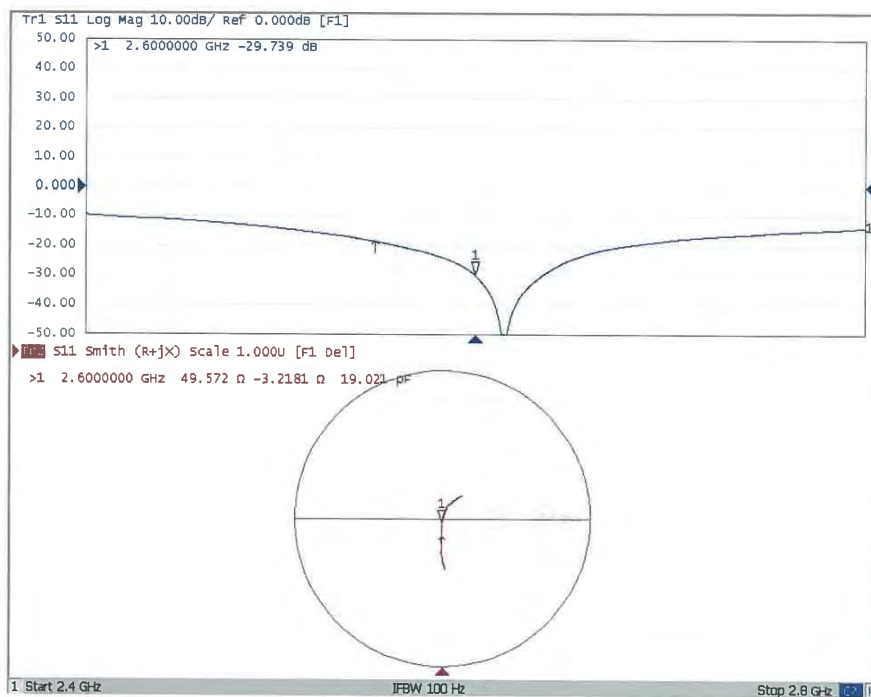 Tr1 S11 Log Mag 10.00dB/ Ref 0.000dB [F1]
50.00
>1 2.6000000 GHz -29.739 dB
40.00
30.00
20.00
10.00
0.000
-10.00
1
-20.00
1
-30.00
-40.00
-50.00
S11 Smith (R+jX) Scale 1.000U [F1 Del]
>1 2.6000000 GHz 49.572 Ω -3.2181 Ω 19.021 pF
1
1 Start 2.4 GHz IFBW 100 Hz Stop 2.8 GHz